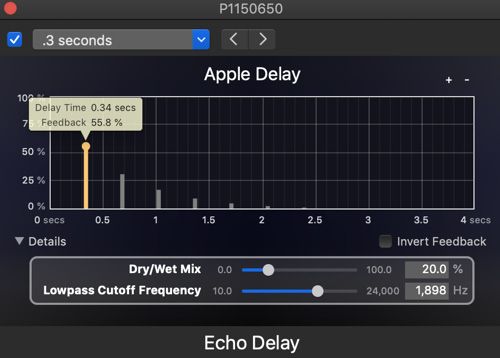 P1150650
.3 seconds
Apple Delay
+ -
100 %
Delay Time 0.34 secs
Feedback 55.8 %
50 %
25 %
0 %
0 secs 0.5 1 1.5 2 2.5 3 3.5 4 secs
Details
Invert Feedback
Dry/Wet Mix 0.0 100.0 20.0 %
Lowpass Cutoff Frequency 10.0 24,000 1,898 Hz
Echo Delay